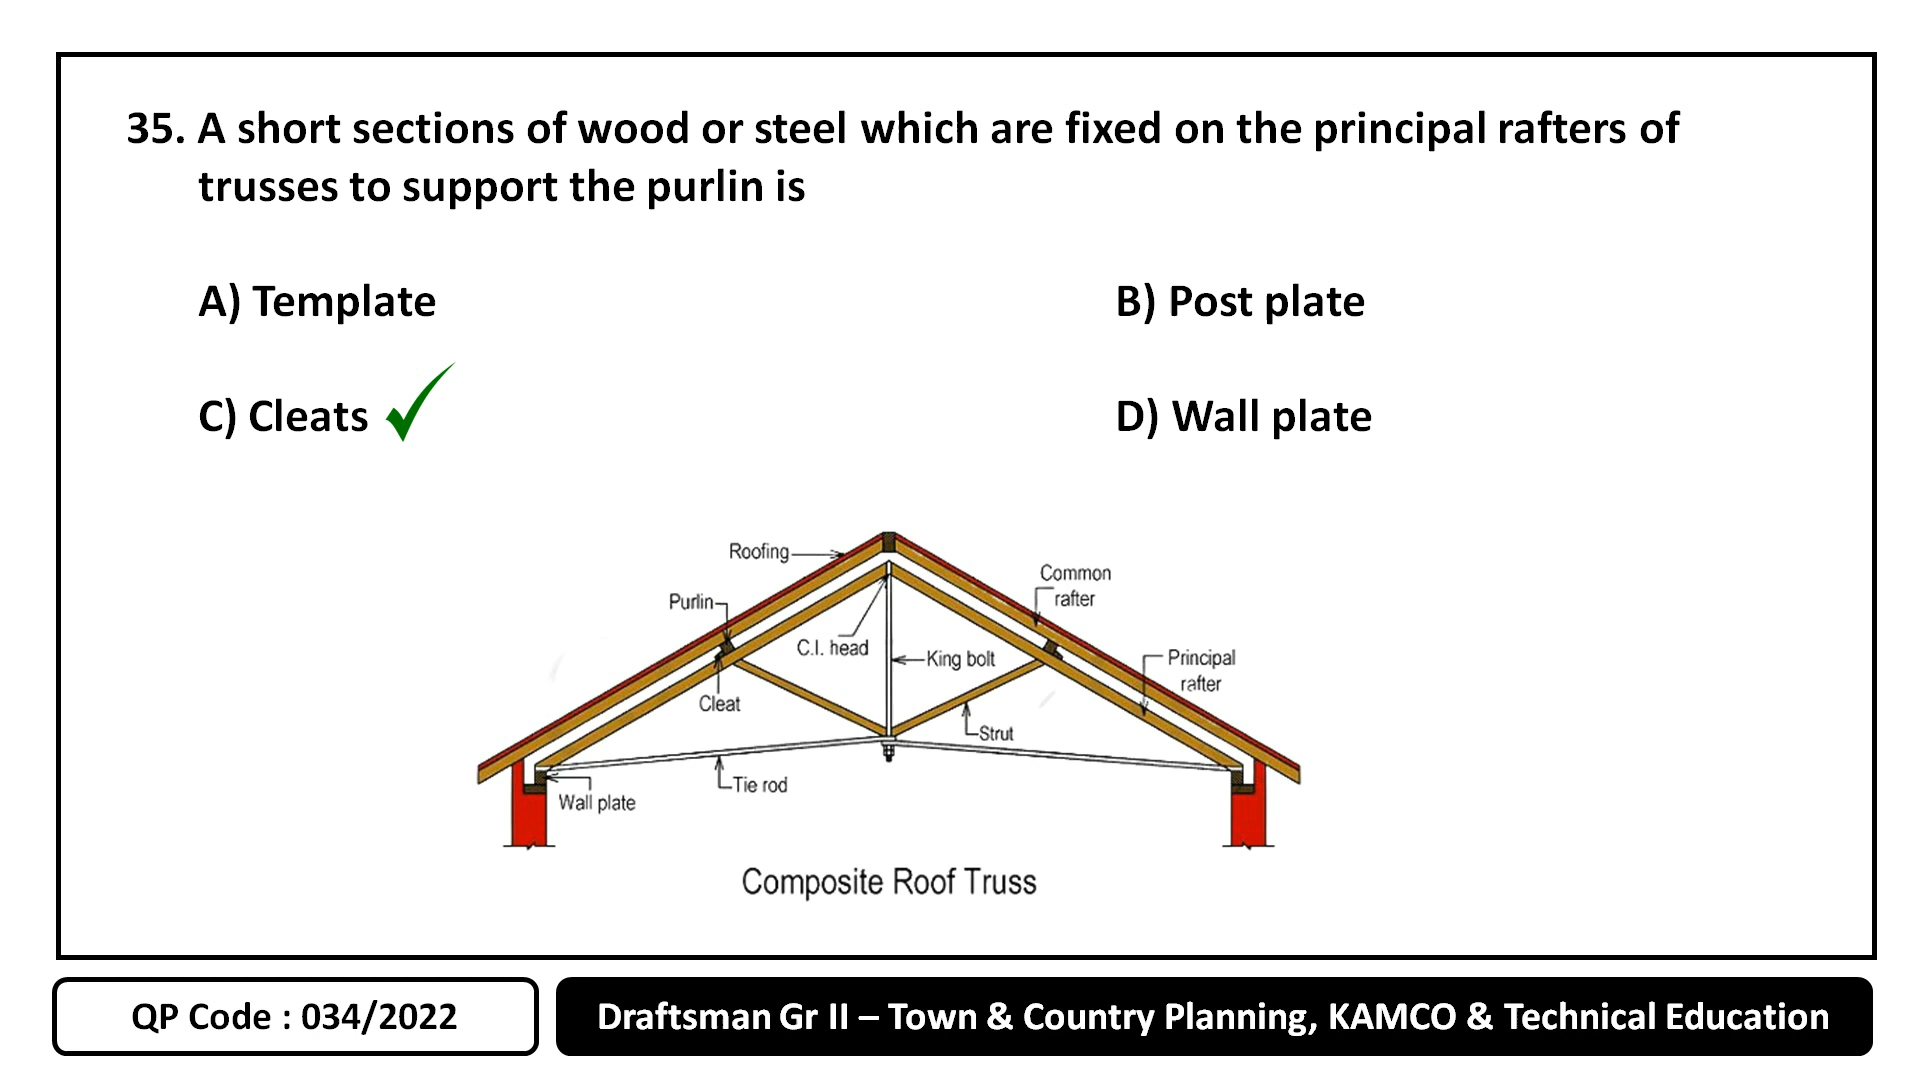 35. A short sections of wood or steel which are fixed on the principal rafters of
trusses to support the purlin is
A) Template
B) Post plate
C) Cleats
D) Wall plate
Roofing
Common
rafter
Purlin
C.I. head
King bolt
Principal
rafter
Cleat
Strut
Tie rod
Wall plate
Composite Roof Truss
QP Code : 034/2022
Draftsman Gr II – Town & Country Planning, KAMCO & Technical Education